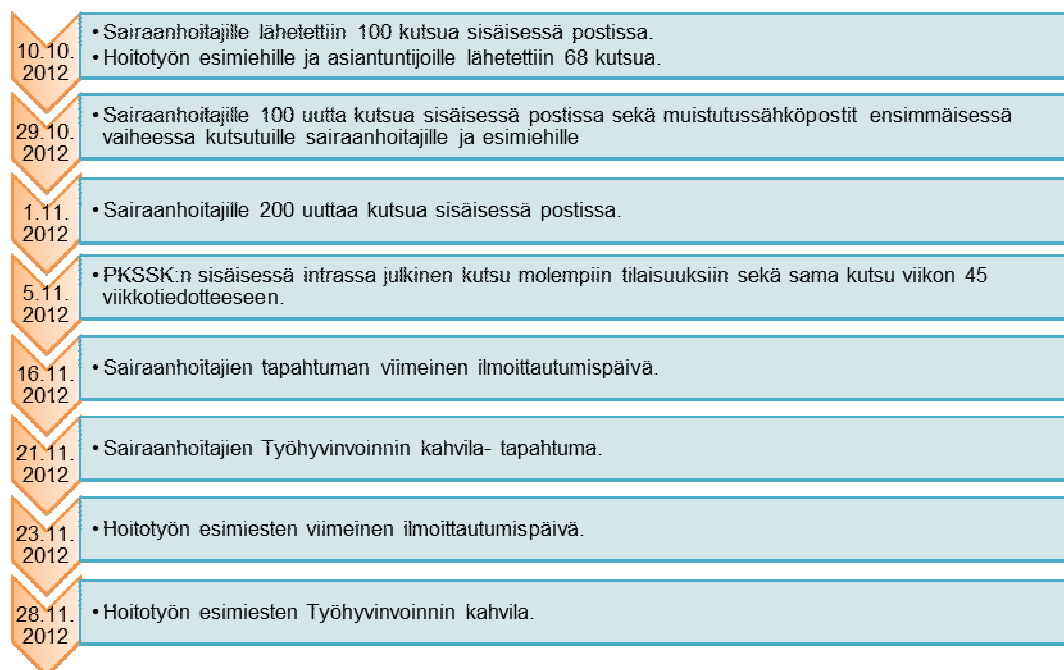 10.10.
2012
• Sairaanhoitajille lähetettiin 100 kutsua sisäisessä postissa.
• Hoitotyön esimiehille ja asiantuntijoille lähetettiin 68 kutsua.
29.10.
2012
• Sairaanhoitajille 100 uutta kutsua sisäisessä postissa sekä muistutussähköpostit ensimmäisessä
vaiheessa kutsutuille sairaanhoitajille ja esimiehille
1.11.
2012
• Sairaanhoitajille 200 uuttaa kutsua sisäisessä postissa.
5.11.
2012
• PKSSK:n sisäisessä intrassa julkinen kutsu molempiin tilaisuuksiin sekä sama kutsu viikon 45
viikkotiedotteeseen.
16.11.
2012
• Sairaanhoitajien tapahtuman viimeinen ilmoittautumispäivä.
21.11.
2012
• Sairaanhoitajien Työhyvinvoinnin kahvila- tapahtuma.
23.11.
2012
• Hoitotyön esimiesten viimeinen ilmoittautumispäivä.
28.11.
2012
• Hoitotyön esimiesten Työhyvinvoinnin kahvila.